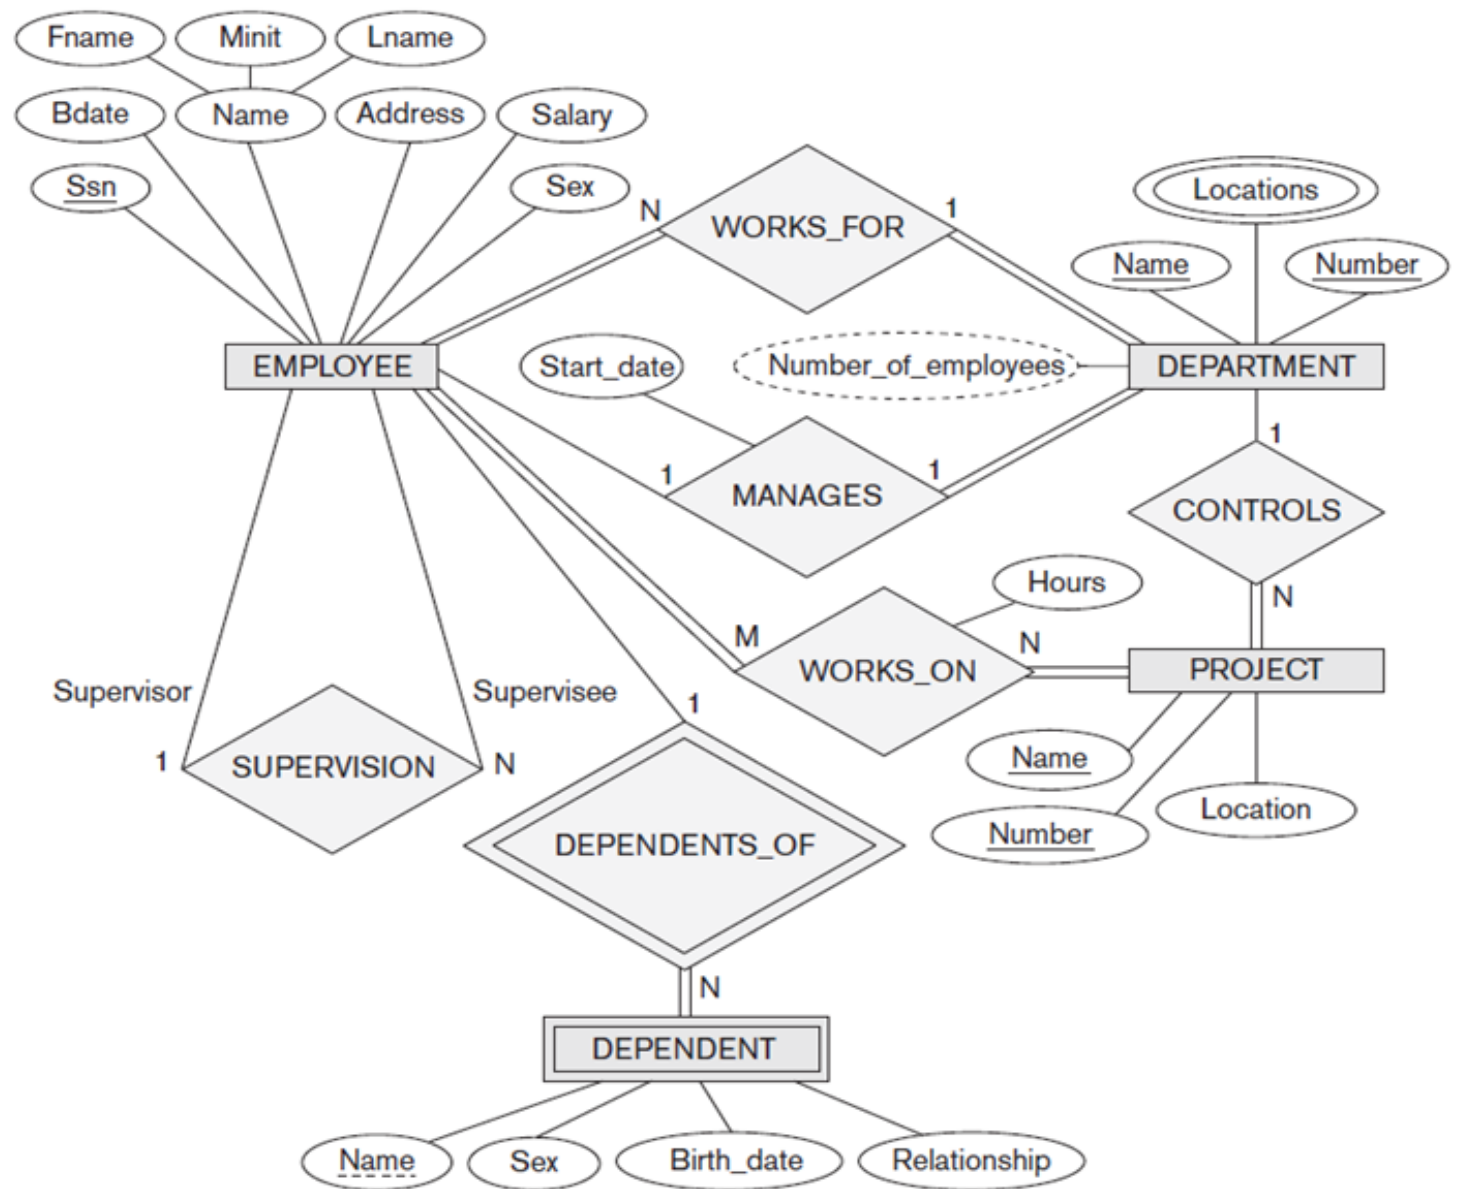 Fname
Minit
Lname
Bdate
Name
Address
Salary
Ssn
Sex
N
WORKS_FOR
1
Locations
Name
Number
EMPLOYEE
Start_date
Number_of_employees
DEPARTMENT
1
MANAGES
1
1
CONTROLS
Hours
N
M
WORKS_ON
N
PROJECT
Supervisor
Supervisee
1
1
SUPERVISION
N
Name
Location
Number
DEPENDENTS_OF
N
DEPENDENT
Name
Sex
Birth_date
Relationship